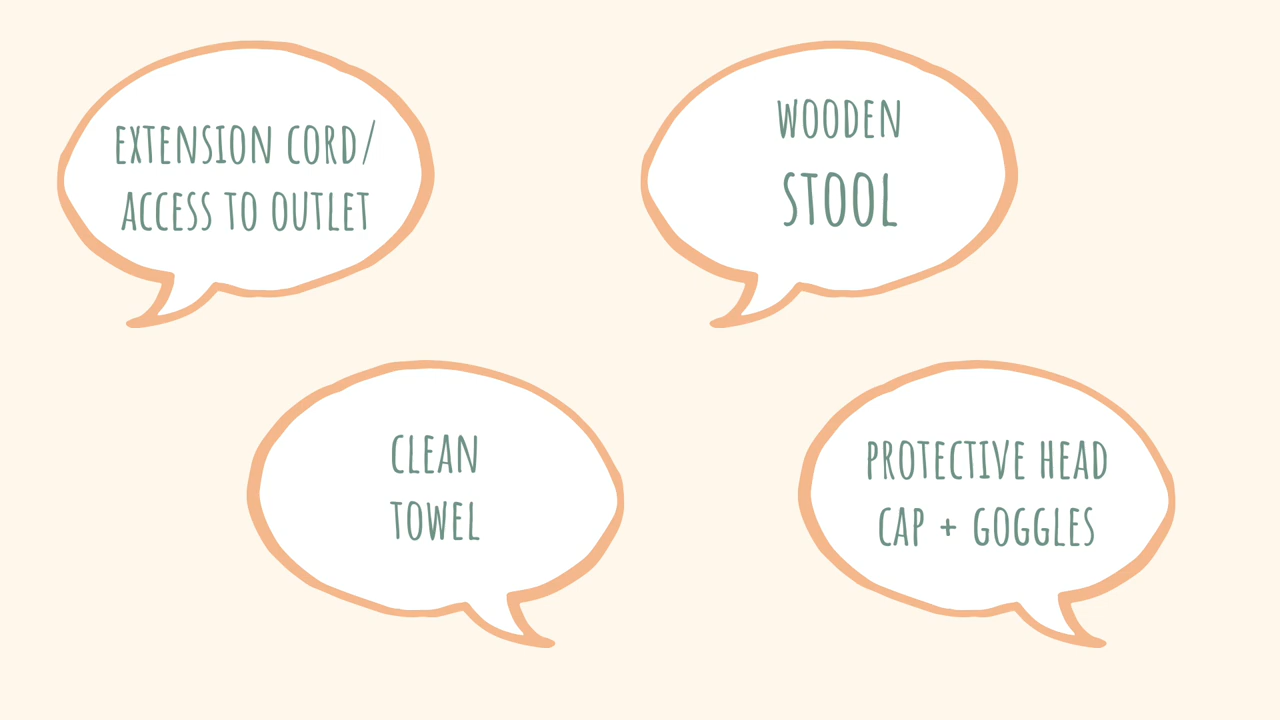 EXTENSION CORD/
ACCESS TO OUTLET
WOODEN
STOOL
CLEAN
TOWEL
PROTECTIVE HEAD
CAP + GOGGLES